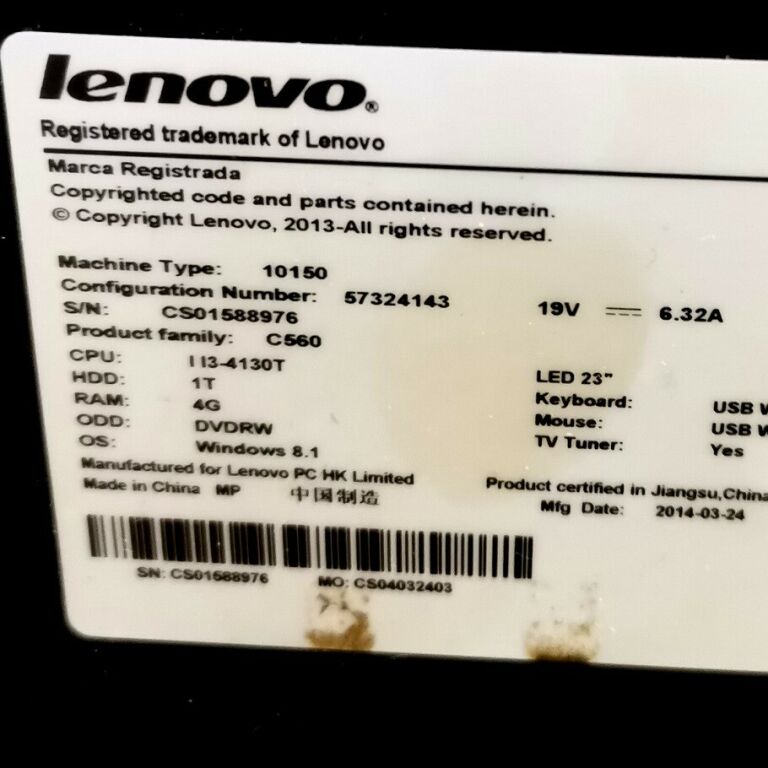 lenovo®
Registered trademark of Lenovo
Marca Registrada
Copyrighted code and parts contained herein.
© Copyright Lenovo, 2013-All rights reserved.
Machine Type: 10150
Configuration Number: 57324143
S/N: CS01588976
Product family: C560
CPU: I I3-4130T
HDD: 1T
RAM: 4G
ODD: DVDRW
OS: Windows 8.1
Manufactured for Lenovo PC HK Limited
Made in China MP 中国制造
19V ⎓ 6.32A
LED 23"
Keyboard: USB W
Mouse: USB W
TV Tuner: Yes
Product certified in Jiangsu,China
Mfg Date: 2014-03-24
SN: CS01588976 MO: CS04032403